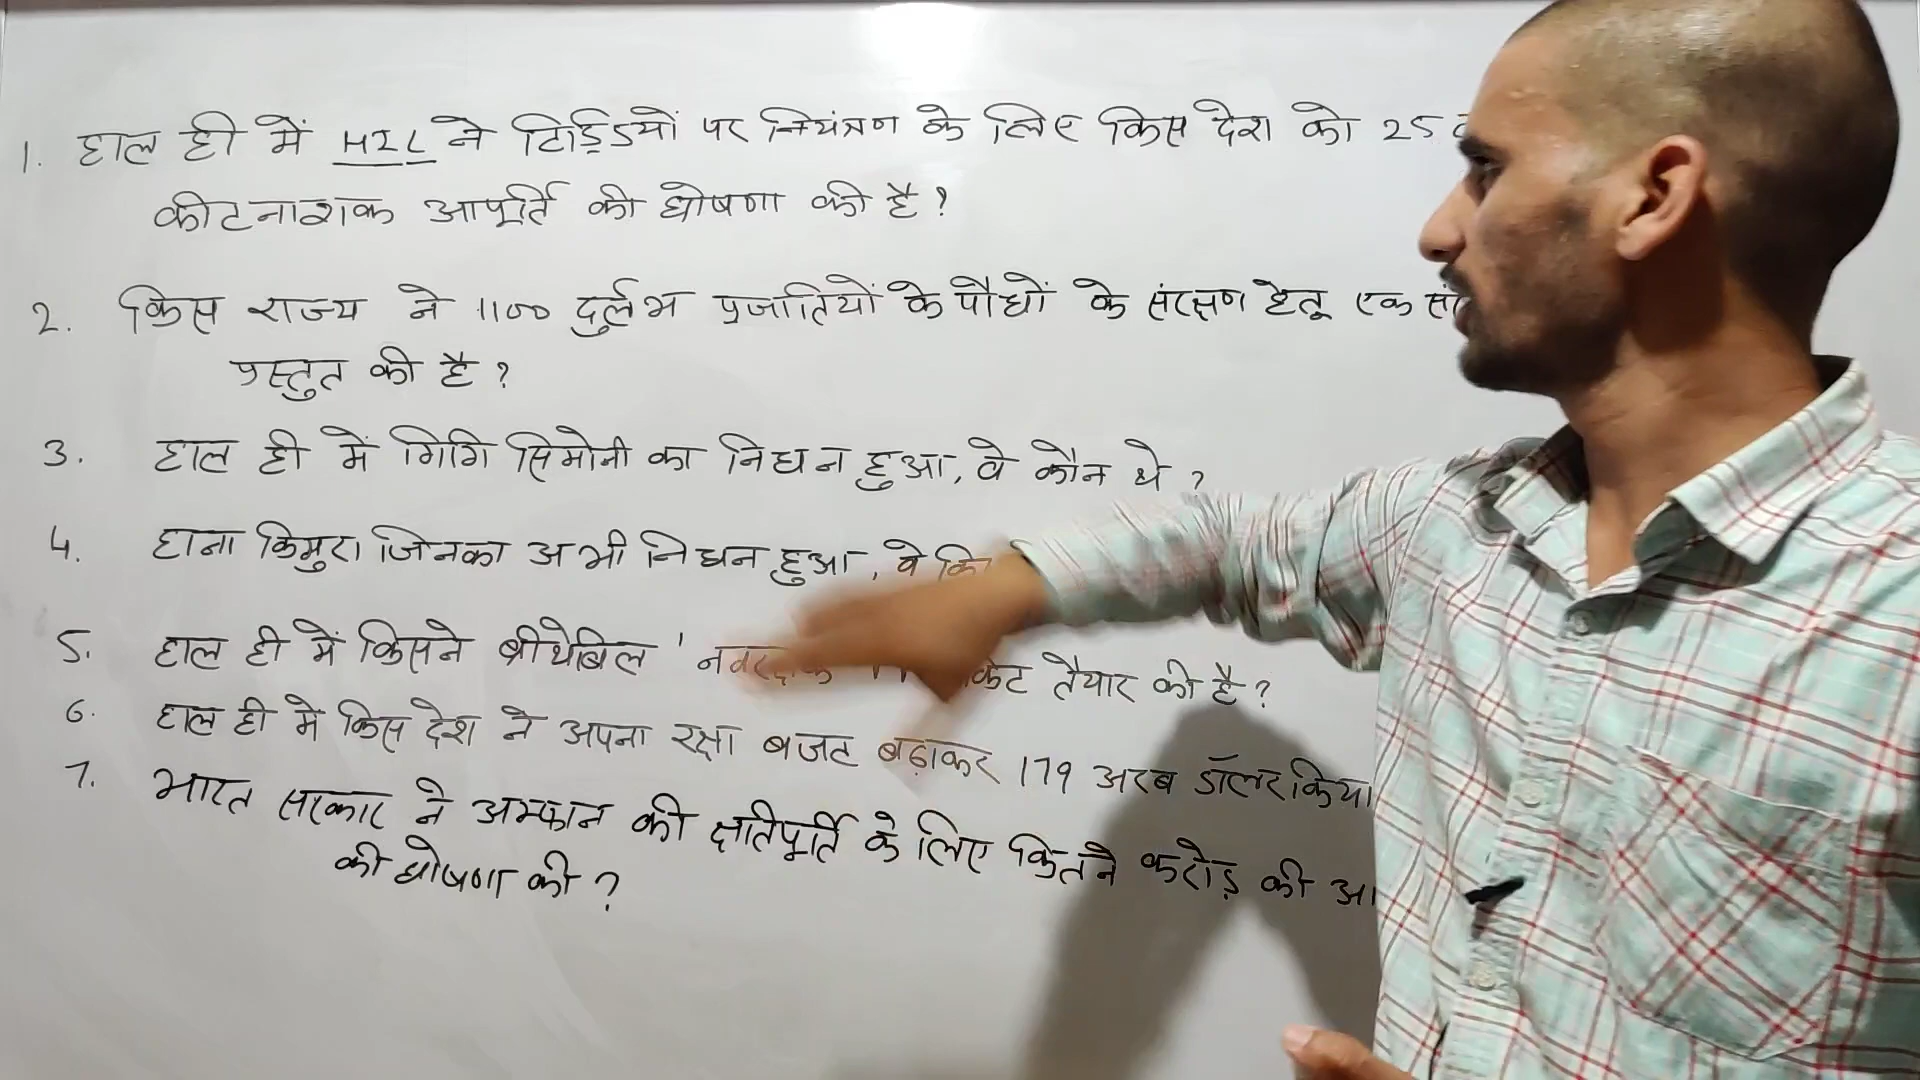 1. हाल ही में HIL ने टिड्डियों पर नियंत्रण के लिए किस देश को 25
कीटनाशक आपूर्ति की घोषणा की है?
2. किस राज्य ने 1100 दुर्लभ प्रजातियों के पौधों के संरक्षण हेतू एक
प्रस्तुत की है?
3. हाल ही में गिगि सिमोनी का निधन हुआ, वे कौन थे?
4. हाना किमुरा जिनका अभी निधन हुआ, वे
5. हाल ही में किसने ब्रीथेबिल ' तैयार की है?
6. हाल ही में किस देश ने अपना रक्षा बजट बढ़ाकर 179 अरब डॉलर किया
7. भारत सरकार ने अम्फान की क्षतिपूर्ति के लिए कितने करोड़ की
की घोषणा की?